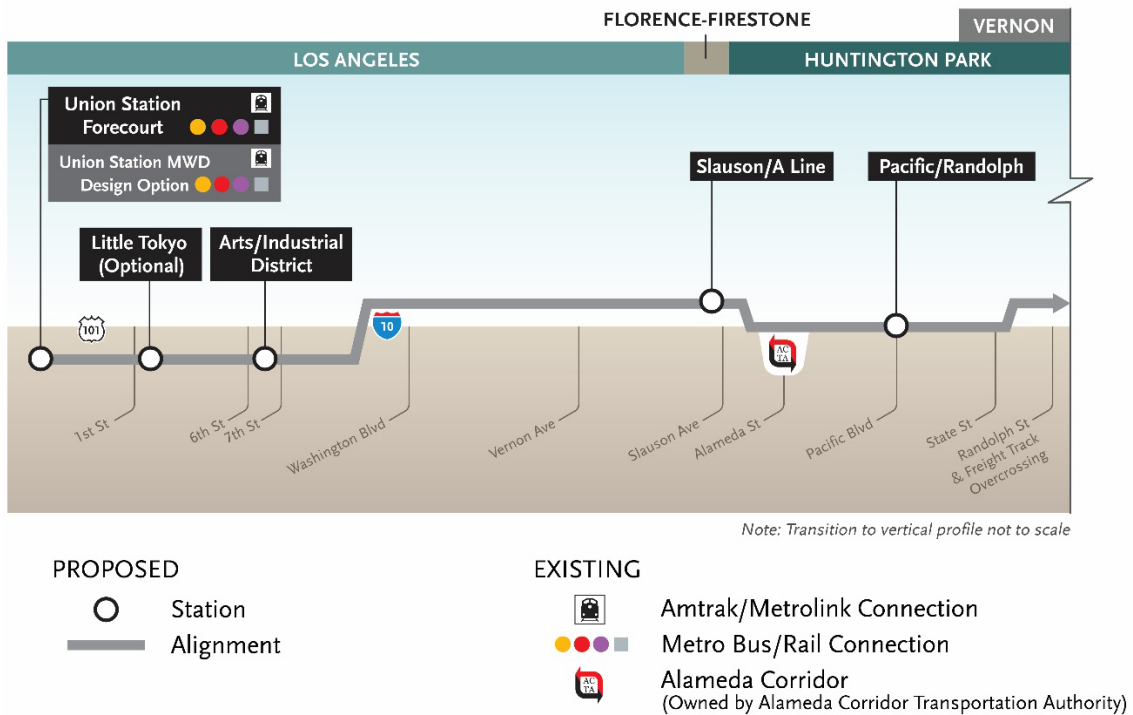 FLORENCE-FIRESTONE
VERNON
LOS ANGELES
HUNTINGTON PARK
Union Station
Forecourt
Union Station MWD
Design Option
Slauson/A Line
Pacific/Randolph
Little Tokyo
(Optional)
Arts/Industrial
District
101
10
AC
TA
1st St
6th St
7th St
Washington Blvd
Vernon Ave
Slauson Ave
Alameda St
Pacific Blvd
State St
Randolph St
& Freight Track
Overcrossing
Note: Transition to vertical profile not to scale
PROPOSED
Station
Alignment
EXISTING
Amtrak/Metrolink Connection
Metro Bus/Rail Connection
AC
TA
Alameda Corridor
(Owned by Alameda Corridor Transportation Authority)